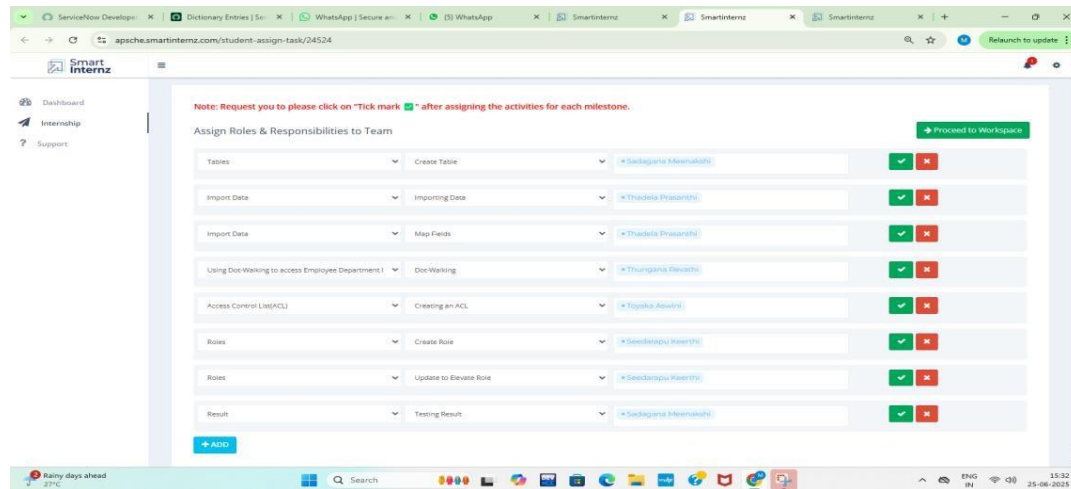 ServiceNow Develope
Dictionary Entries | Se
WhatsApp | Secure an
(5) WhatsApp
Smartinternz
Smartinternz
Smartinternz
apsche.smartinternz.com/student-assign-task/24524
Relaunch to update
Smart
Internz
Dashboard
Internship
Support
Note: Request you to please click on "Tick mark ✅" after assigning the activities for each milestone.
Assign Roles & Responsibilities to Team
Proceed to Workspace
Tables Create Table Sadagana Meenakshi
Import Data Importing Data Thadela Prasanthi
Import Data Map Fields Thadela Prasanthi
Using Dot-Walking to access Employee Department Dot-Walking Thungana Revathi
Access Control List(ACL) Creating an ACL Toyaka Aswini
Roles Create Role Seedarapu Keerthi
Roles Update to Elevate Role Seedarapu Keerthi
Result Testing Result Sadagana Meenakshi
+ ADD
2 Rainy days ahead
27°C
Search
ENG
IN
15:32
25-06-2025